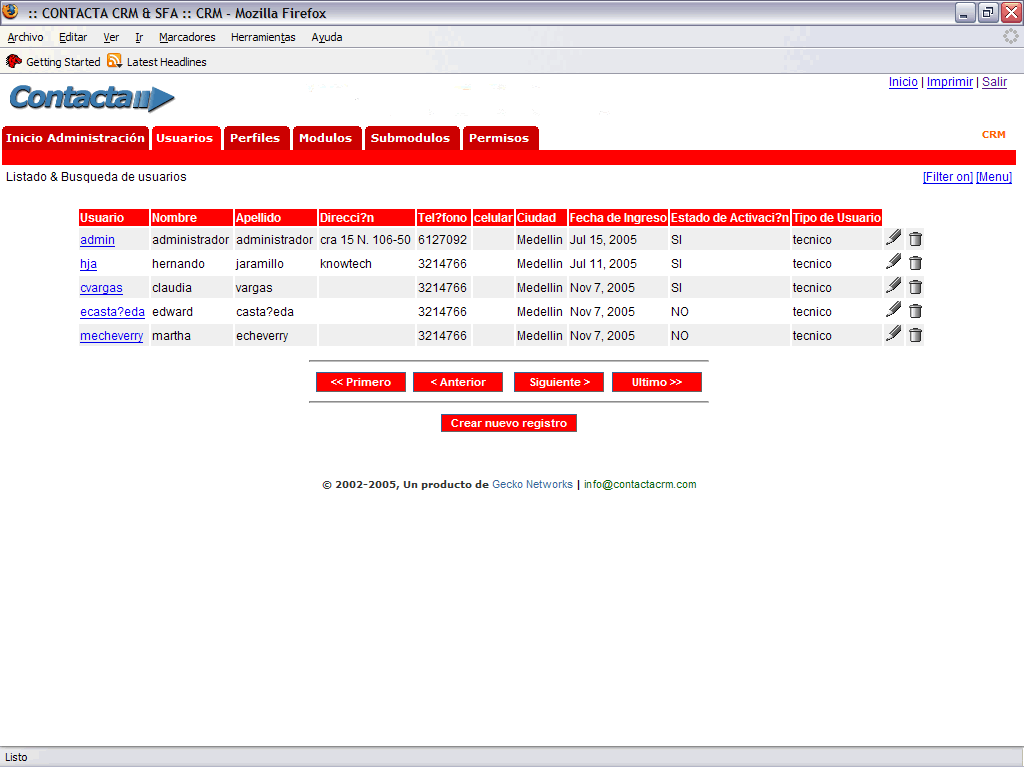 :: CONTACTA CRM & SFA :: CRM - Mozilla Firefox
Archivo Editar Ver Ir Marcadores Herramientas Ayuda
Getting Started Latest Headlines
Inicio | Imprimir | Salir
Contacta
Inicio Administración Usuarios Perfiles Modulos Submodulos Permisos CRM
Listado & Busqueda de usuarios [Filter on] [Menu]
Usuario Nombre Apellido Direcci?n Tel?fono celular Ciudad Fecha de Ingreso Estado de Activaci?n Tipo de Usuario
admin administrador administrador cra 15 N. 106-50 6127092 Medellin Jul 15, 2005 SI tecnico
hja hernando jaramillo knowtech 3214766 Medellin Jul 11, 2005 SI tecnico
cvargas claudia vargas 3214766 Medellin Nov 7, 2005 SI tecnico
ecasta?eda edward casta?eda 3214766 Medellin Nov 7, 2005 NO tecnico
mecheverry martha echeverry 3214766 Medellin Nov 7, 2005 NO tecnico
<< Primero < Anterior Siguiente > Ultimo >>
Crear nuevo registro
© 2002-2005, Un producto de Gecko Networks | info@contactacrm.com
Listo